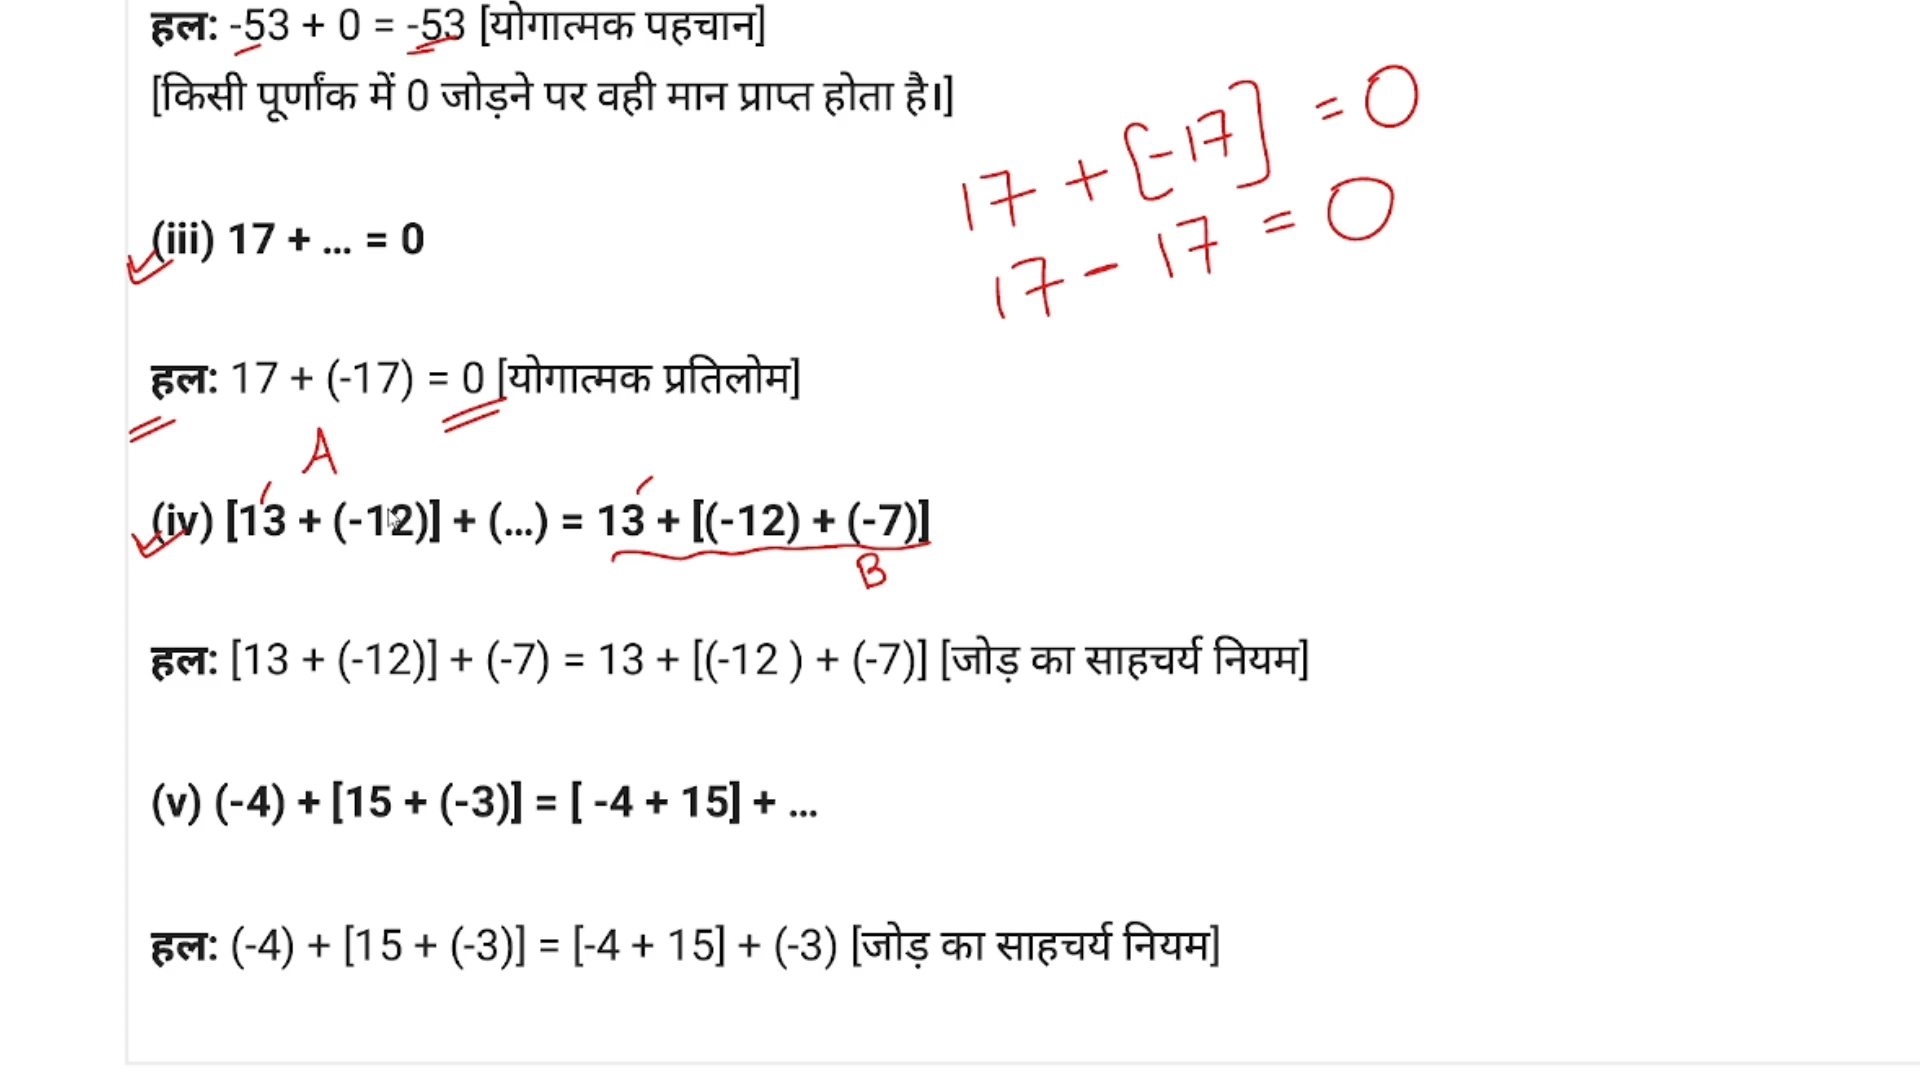 हल: -53 + 0 = -53 [योगात्मक पहचान]
[किसी पूर्णांक में 0 जोड़ने पर वही मान प्राप्त होता है।]
17 + [-17] = 0
17 - 17 = 0
(iii) 17 + ... = 0
हल: 17 + (-17) = 0 [योगात्मक प्रतिलोम]
A
(iv) [13 + (-12)] + (...) = 13 + [(-12) + (-7)]
B
हल: [13 + (-12)] + (-7) = 13 + [(-12 ) + (-7)] [जोड़ का साहचर्य नियम]
(v) (-4) + [15 + (-3)] = [ -4 + 15] + ...
हल: (-4) + [15 + (-3)] = [-4 + 15] + (-3) [जोड़ का साहचर्य नियम]